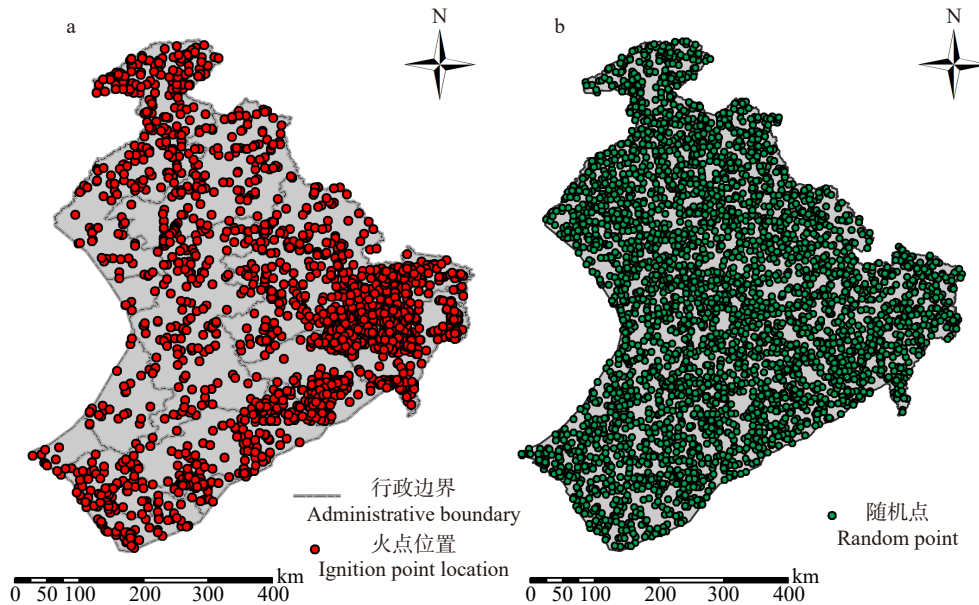 a
N
b
N
行政边界
Administrative boundary
火点位置
Ignition point location
随机点
Random point
km
0 50 100 200 300 400
km
0 50 100 200 300 400